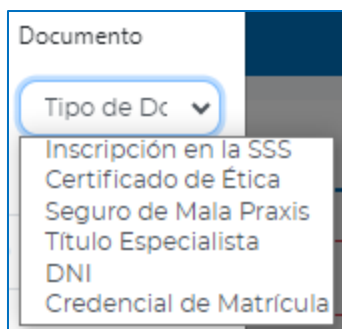 Documento
Tipo de Dc
Inscripción en la SSS
Certificado de Ética
Seguro de Mala Praxis
Título Especialista
DNI
Credencial de Matrícula